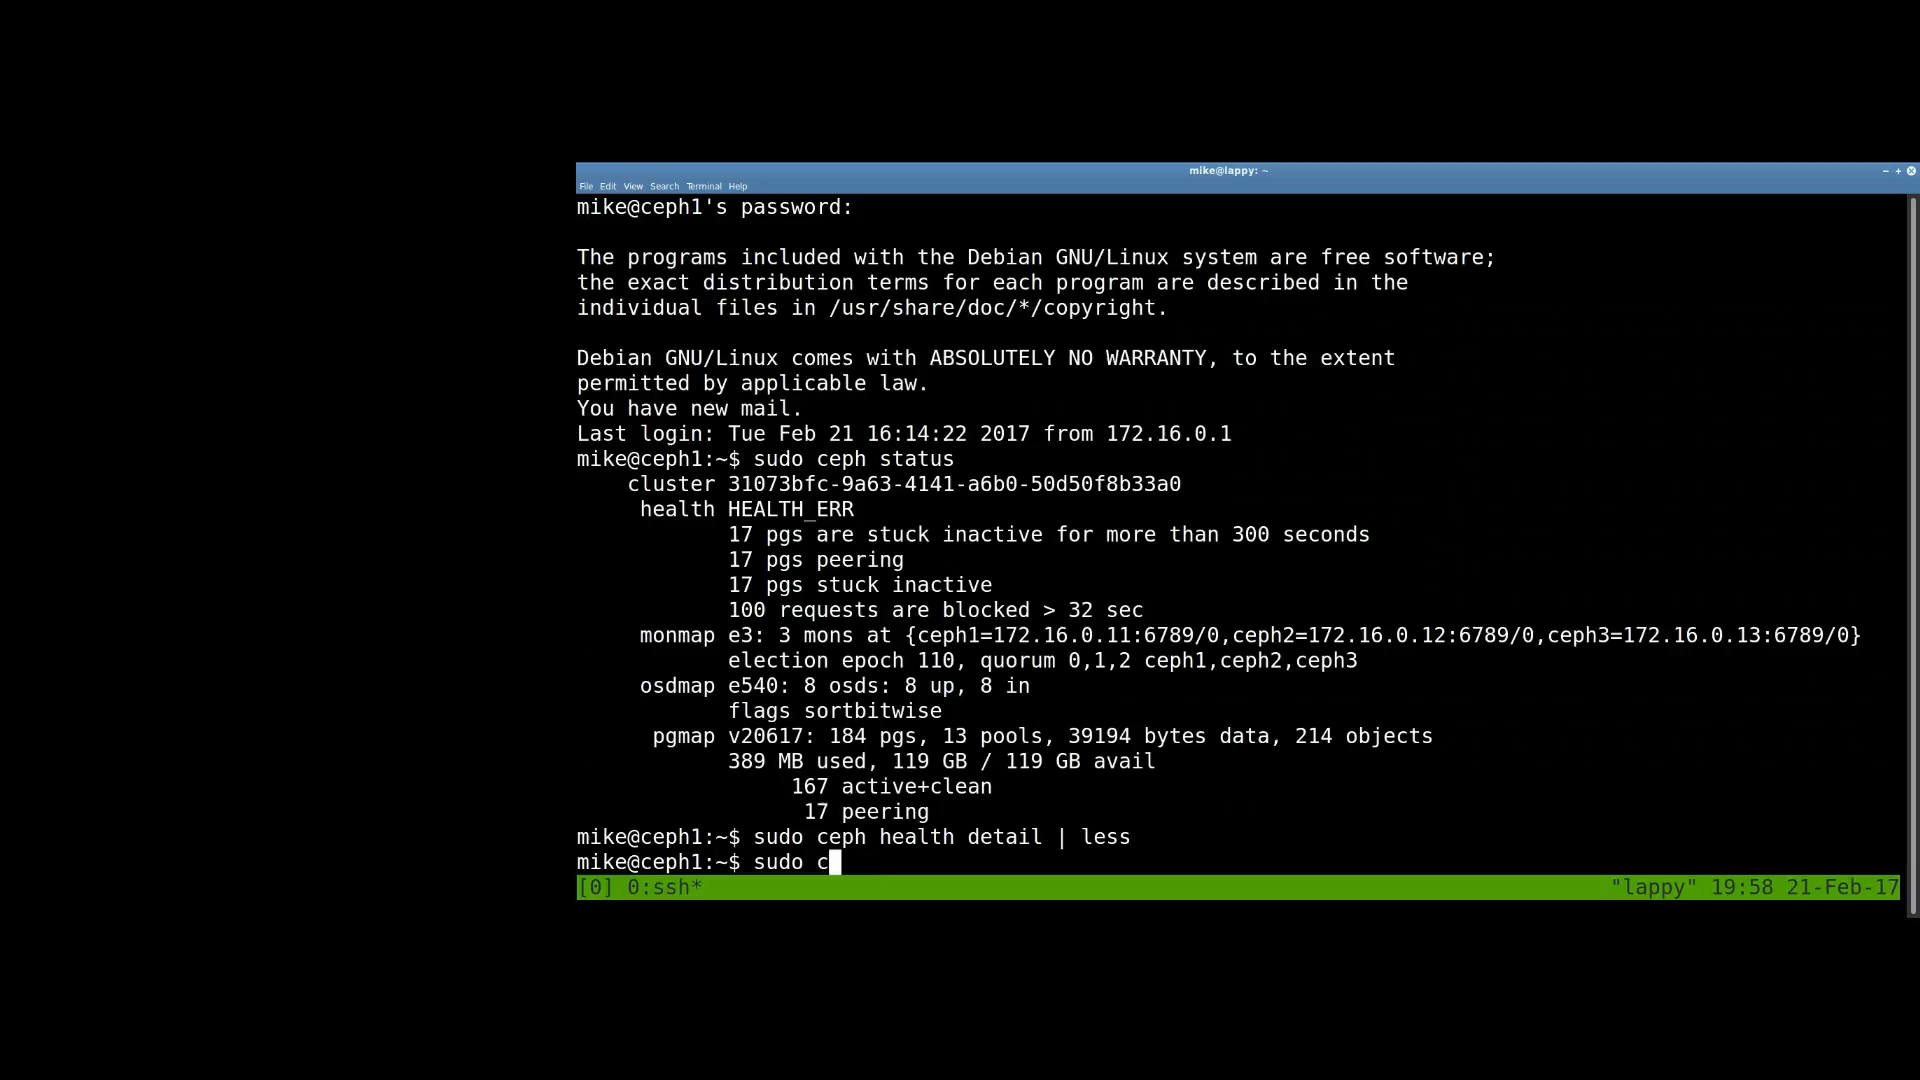 mike@lappy: ~
File Edit View Search Terminal Help
mike@ceph1's password:
The programs included with the Debian GNU/Linux system are free software;
the exact distribution terms for each program are described in the
individual files in /usr/share/doc/*/copyright.
Debian GNU/Linux comes with ABSOLUTELY NO WARRANTY, to the extent
permitted by applicable law.
You have new mail.
Last login: Tue Feb 21 16:14:22 2017 from 172.16.0.1
mike@ceph1:~$ sudo ceph status
cluster 31073bfc-9a63-4141-a6b0-50d50f8b33a0
health HEALTH_ERR
17 pgs are stuck inactive for more than 300 seconds
17 pgs peering
17 pgs stuck inactive
100 requests are blocked > 32 sec
monmap e3: 3 mons at {ceph1=172.16.0.11:6789/0,ceph2=172.16.0.12:6789/0,ceph3=172.16.0.13:6789/0}
election epoch 110, quorum 0,1,2 ceph1,ceph2,ceph3
osdmap e540: 8 osds: 8 up, 8 in
flags sortbitwise
pgmap v20617: 184 pgs, 13 pools, 39194 bytes data, 214 objects
389 MB used, 119 GB / 119 GB avail
167 active+clean
17 peering
mike@ceph1:~$ sudo ceph health detail | less
mike@ceph1:~$ sudo c
[0] 0:ssh* "lappy" 19:58 21-Feb-17